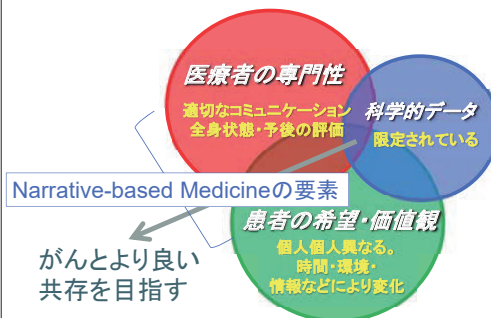 医療者の専門性
適切なコミュニケーション
全身状態・予後の評価
科学的データ
限定されている
Narrative-based Medicineの要素
患者の希望・価値観
個人個人異なる。
時間・環境・
情報などにより変化
がんとより良い
共存を目指す